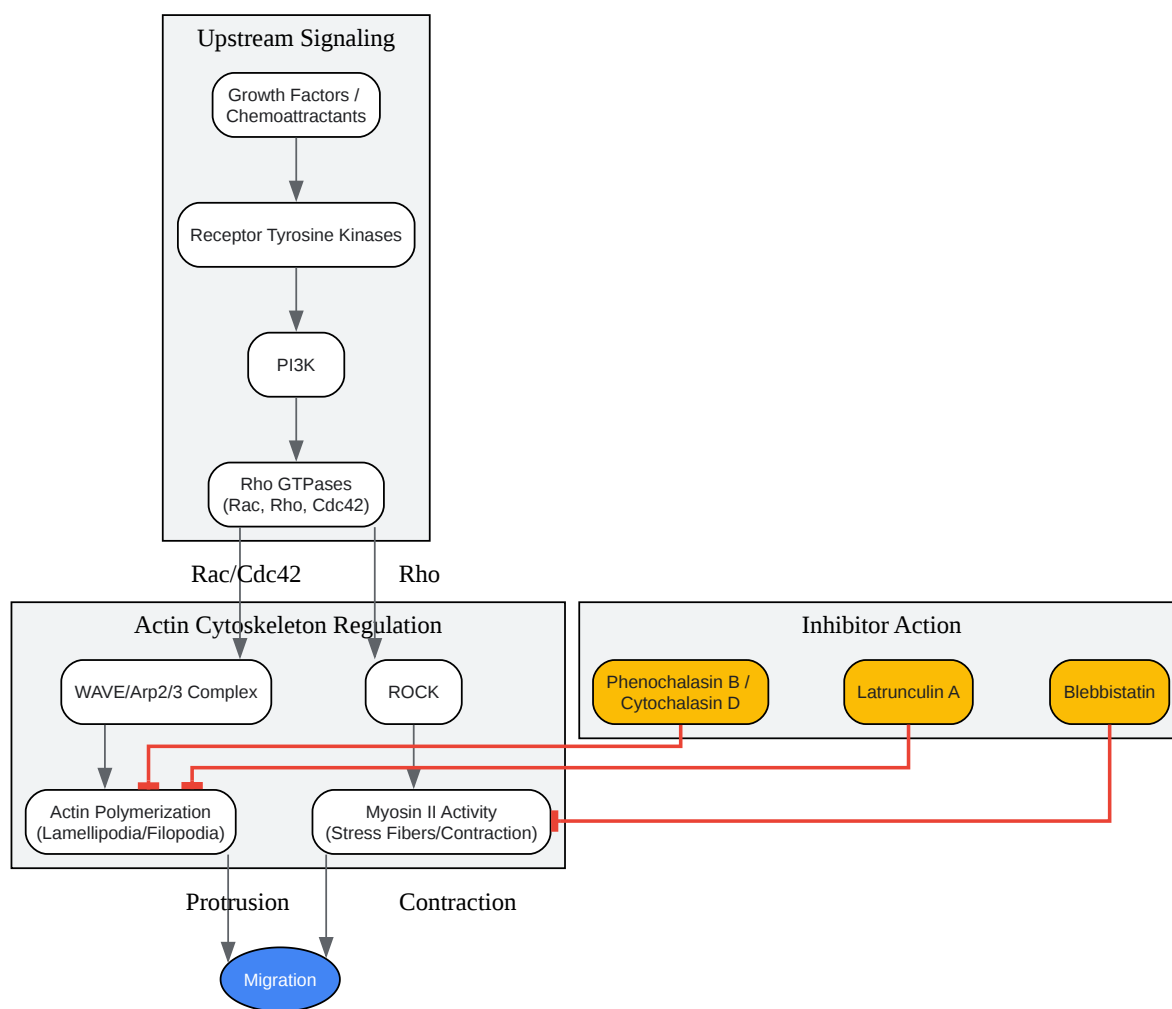 Upstream Signaling
Growth Factors /
Chemoattractants
Receptor Tyrosine Kinases
PI3K
Rho GTPases
(Rac, Rho, Cdc42)
Rac/Cdc42
Rho
Actin Cytoskeleton Regulation
WAVE/Arp2/3 Complex
ROCK
Actin Polymerization
(Lamellipodia/Filopodia)
Myosin II Activity
(Stress Fibers/Contraction)
Inhibitor Action
Phenochalasin B /
Cytochalasin D
Latrunculin A
Blebbistatin
Protrusion
Contraction
Migration